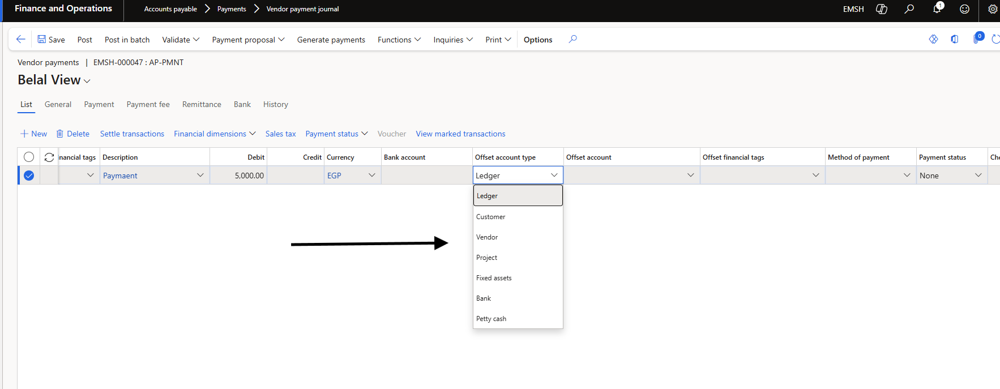 Finance and Operations
Accounts payable
Payments
Vendor payment journal
EMSH
1
Save
Post
Post in batch
Validate
Payment proposal
Generate payments
Functions
Inquiries
Print
Options
0
Vendor payments | EMSH-000047 : AP-PMNT
Belal View
List
General
Payment
Payment fee
Remittance
Bank
History
New
Delete
Settle transactions
Financial dimensions
Sales tax
Payment status
Voucher
View marked transactions
inancial tags
Description
Debit
Credit
Currency
Bank account
Offset account type
Offset account
Offset financial tags
Method of payment
Payment status
Che
Paymaent
5,000.00
EGP
Ledger
None
Ledger
Customer
Vendor
Project
Fixed assets
Bank
Petty cash